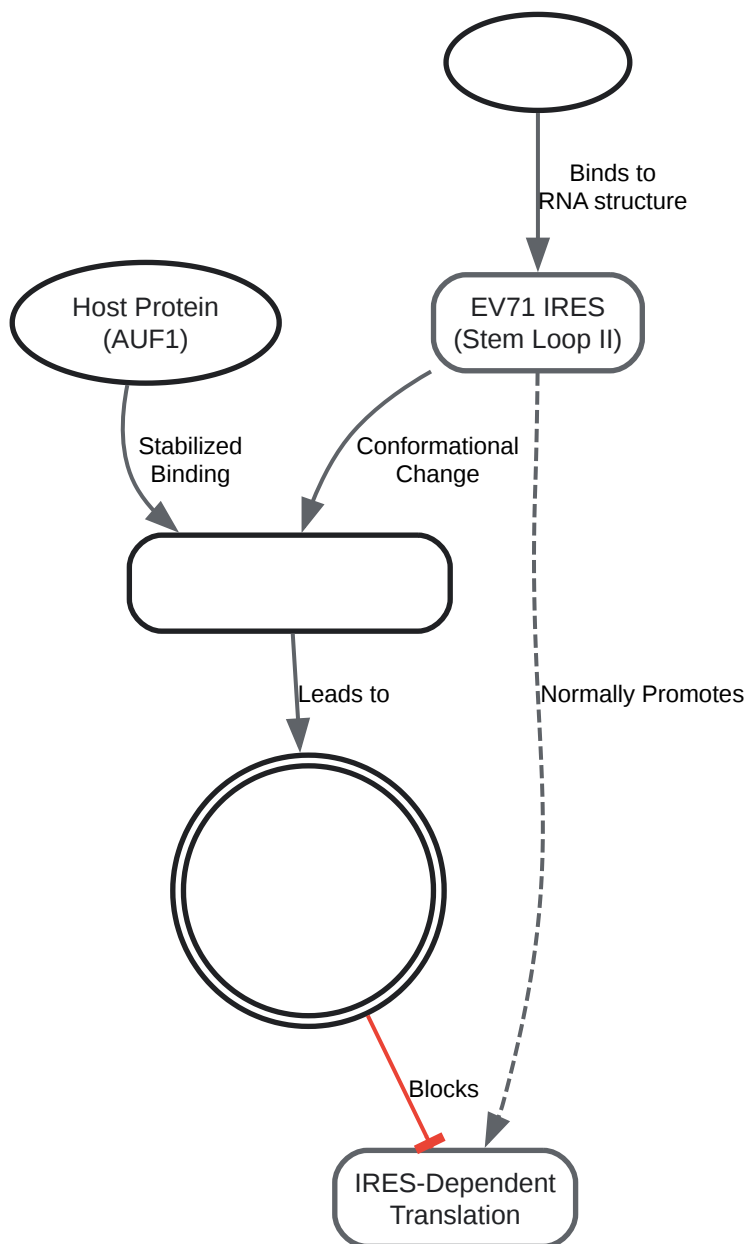 Binds to
RNA structure
Host Protein
(AUF1)
EV71 IRES
(Stem Loop II)
Stabilized
Binding
Conformational
Change
Leads to
Normally Promotes
Blocks
IRES-Dependent
Translation